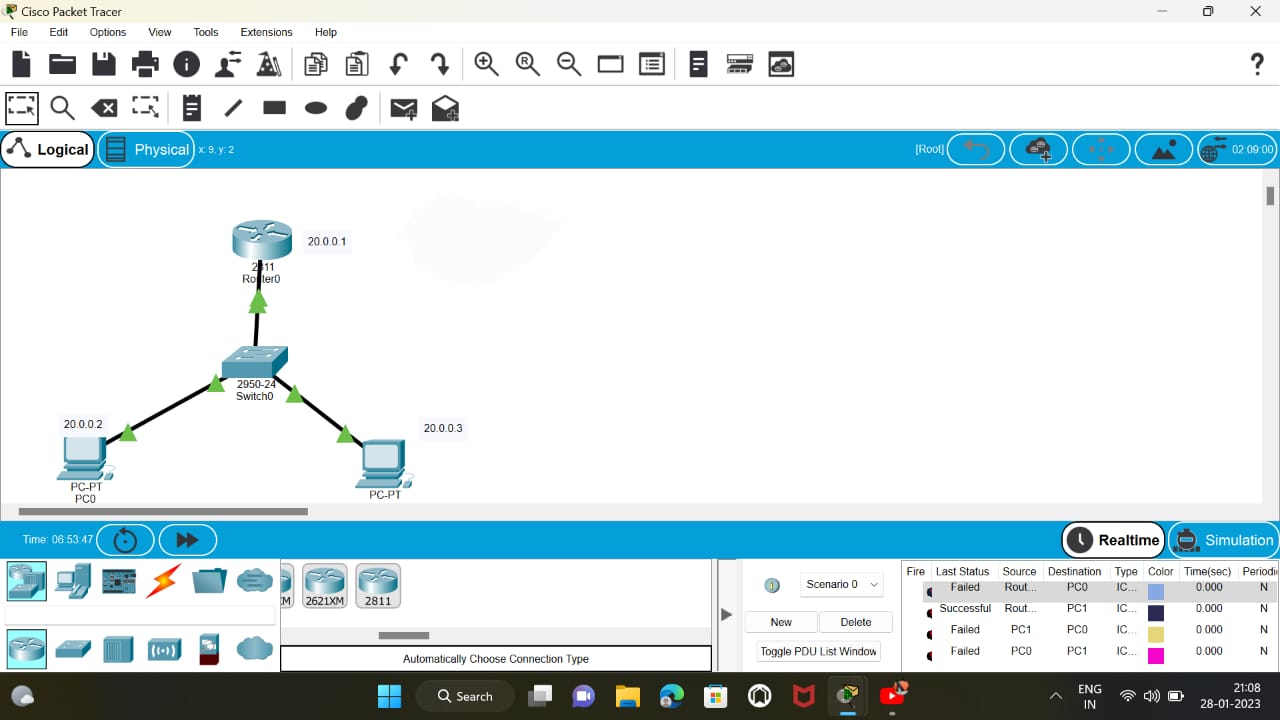 Cisco Packet Tracer
File Edit Options View Tools Extensions Help
Logical Physical x: 9, y: 2 [Root] 02:09:00
20.0.0.1
2811
Router0
2950-24
Switch0
20.0.0.2
20.0.0.3
PC-PT
PC0
PC-PT
Time: 06:53:47 Realtime Simulation
Fire Last Status Source Destination Type Color Time(sec) Periodic
Failed Rout... PC0 IC... 0.000 N
Successful Rout... PC1 IC... 0.000 N
Failed PC1 PC0 IC... 0.000 N
Failed PC0 PC1 IC... 0.000 N
Scenario 0
New Delete
Toggle PDU List Window
XM 2621XM 2811
Automatically Choose Connection Type
Search
ENG
IN
21:08
28-01-2023